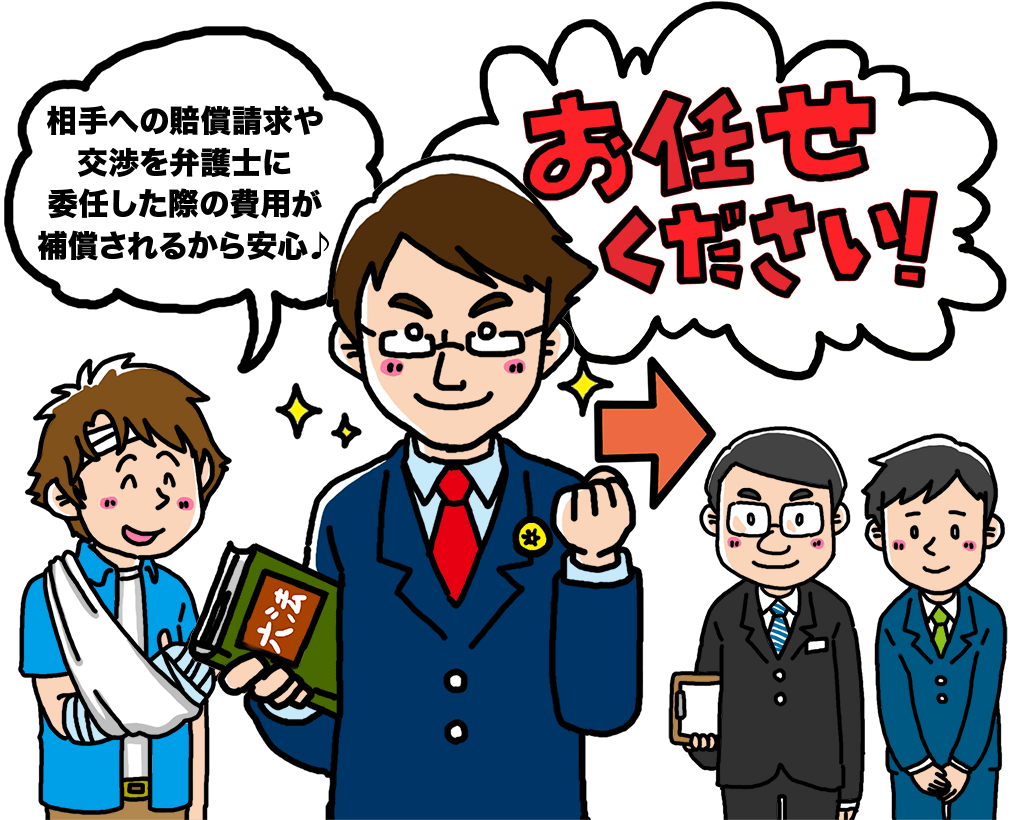 相手への賠償請求や
交渉を弁護士に
委任した際の費用が
補償されるから安心♪
お任せ
ください!
六法